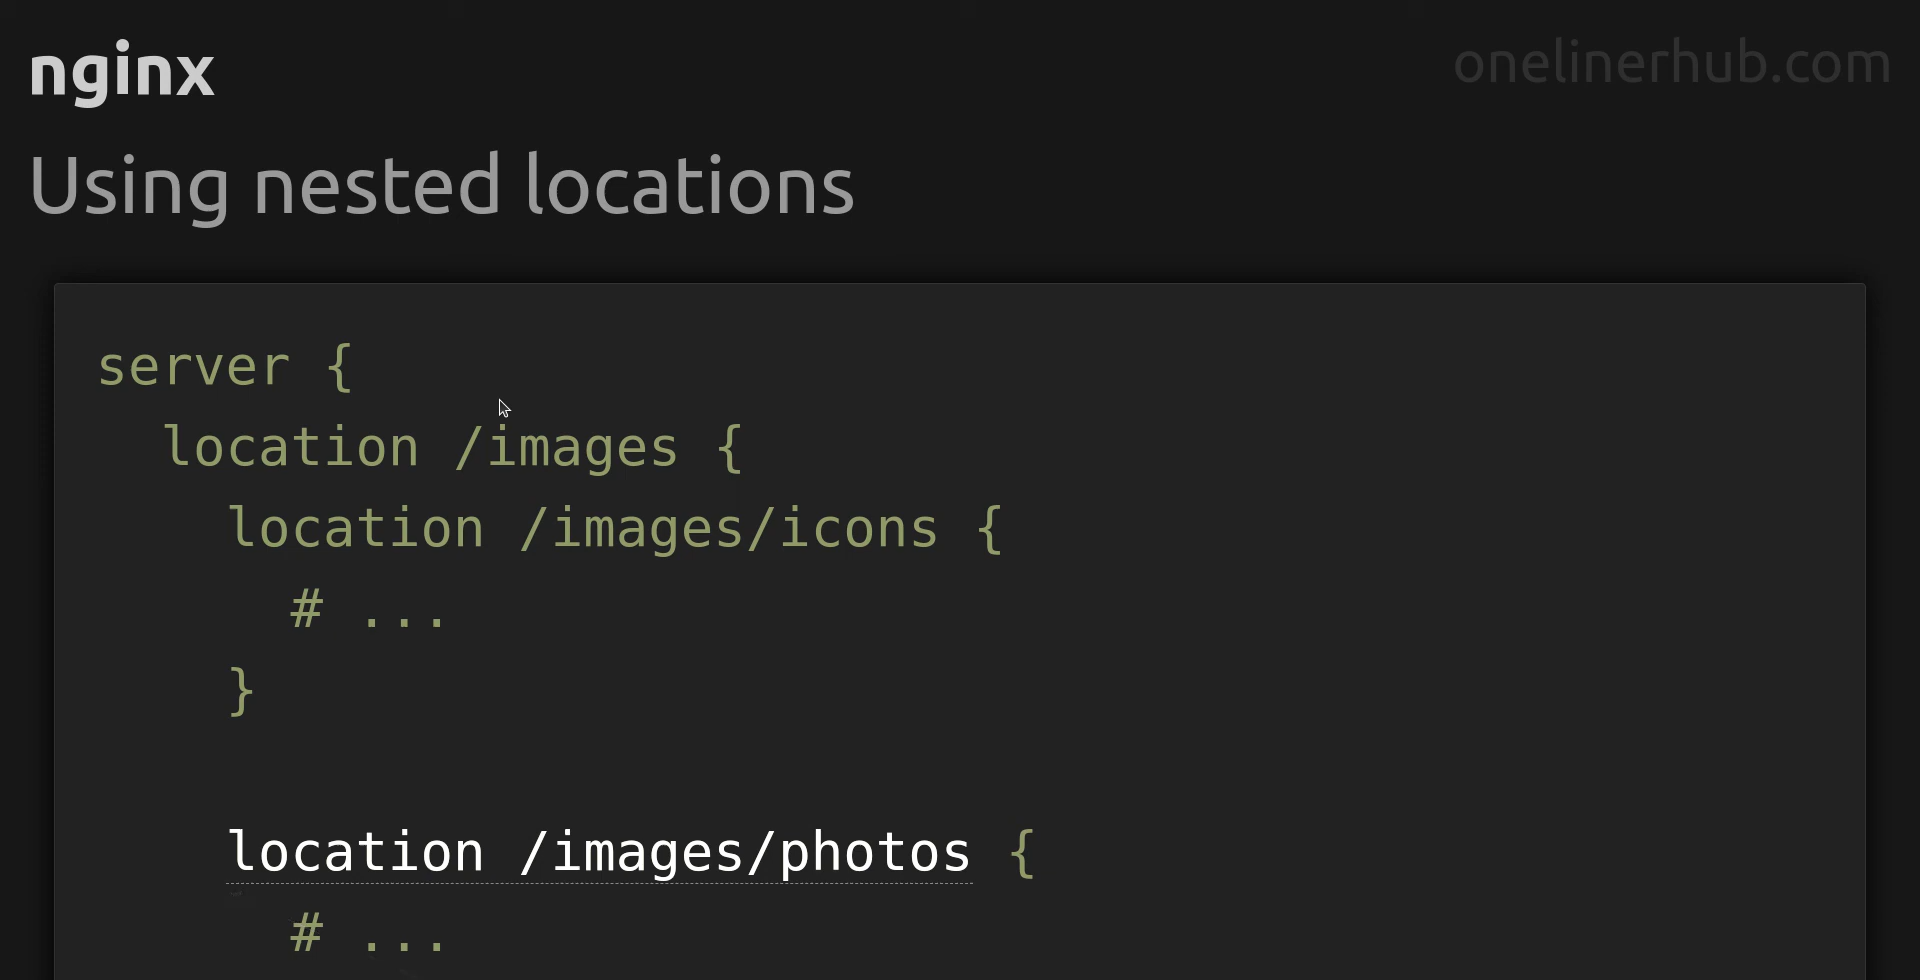 nginx
onelinerhub.com
Using nested locations
server {
  location /images {
    location /images/icons {
      # ...
    }

    location /images/photos {
      # ...